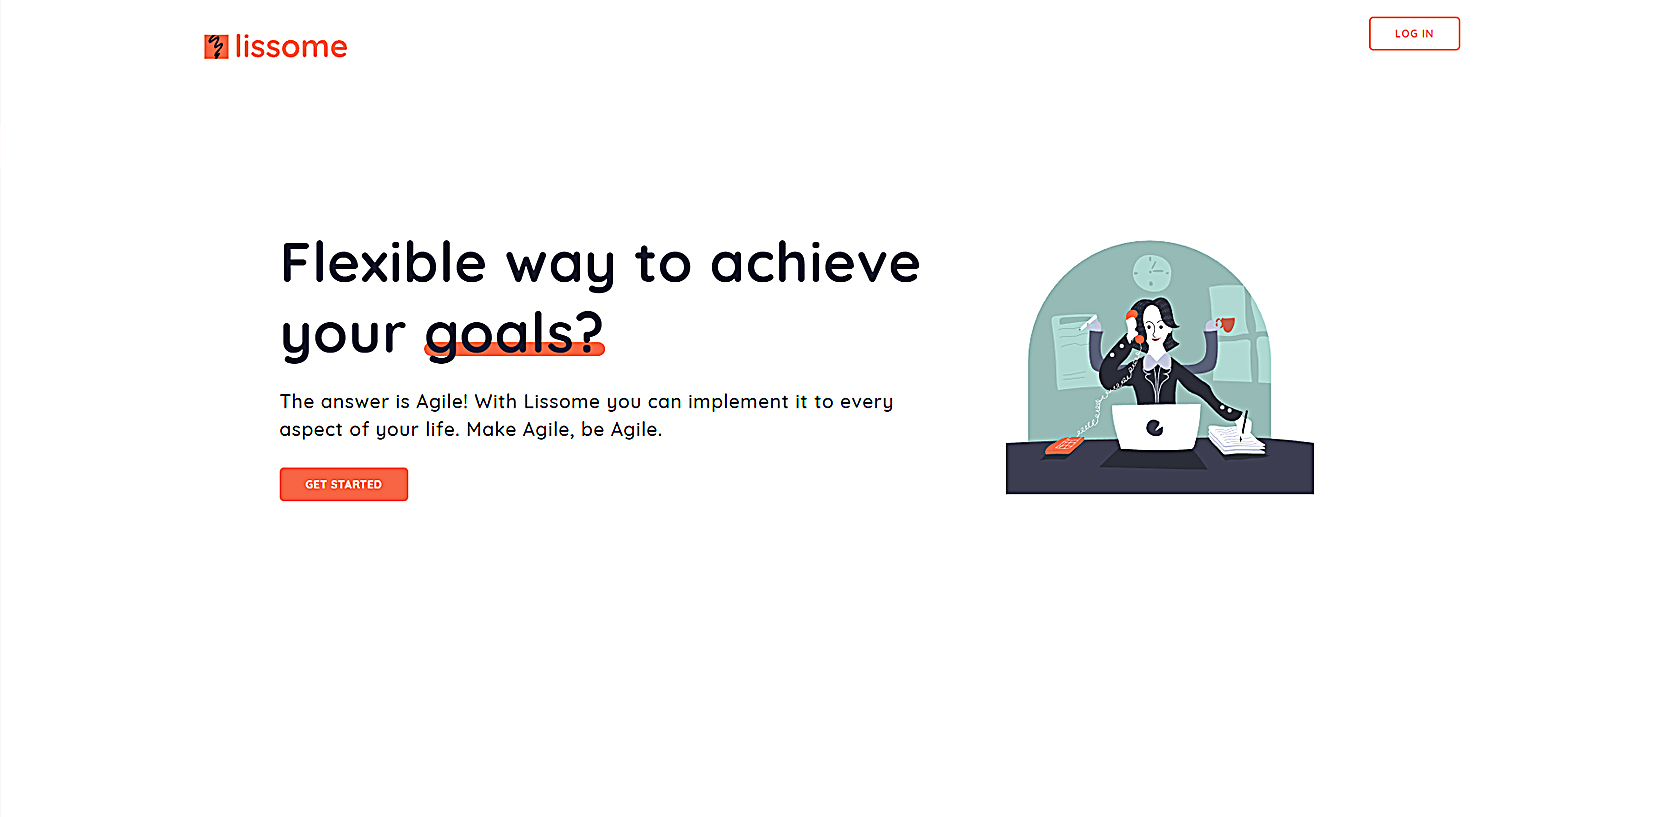 lissome
LOG IN
Flexible way to achieve
your goals?
The answer is Agile! With Lissome you can implement it to every
aspect of your life. Make Agile, be Agile.
GET STARTED